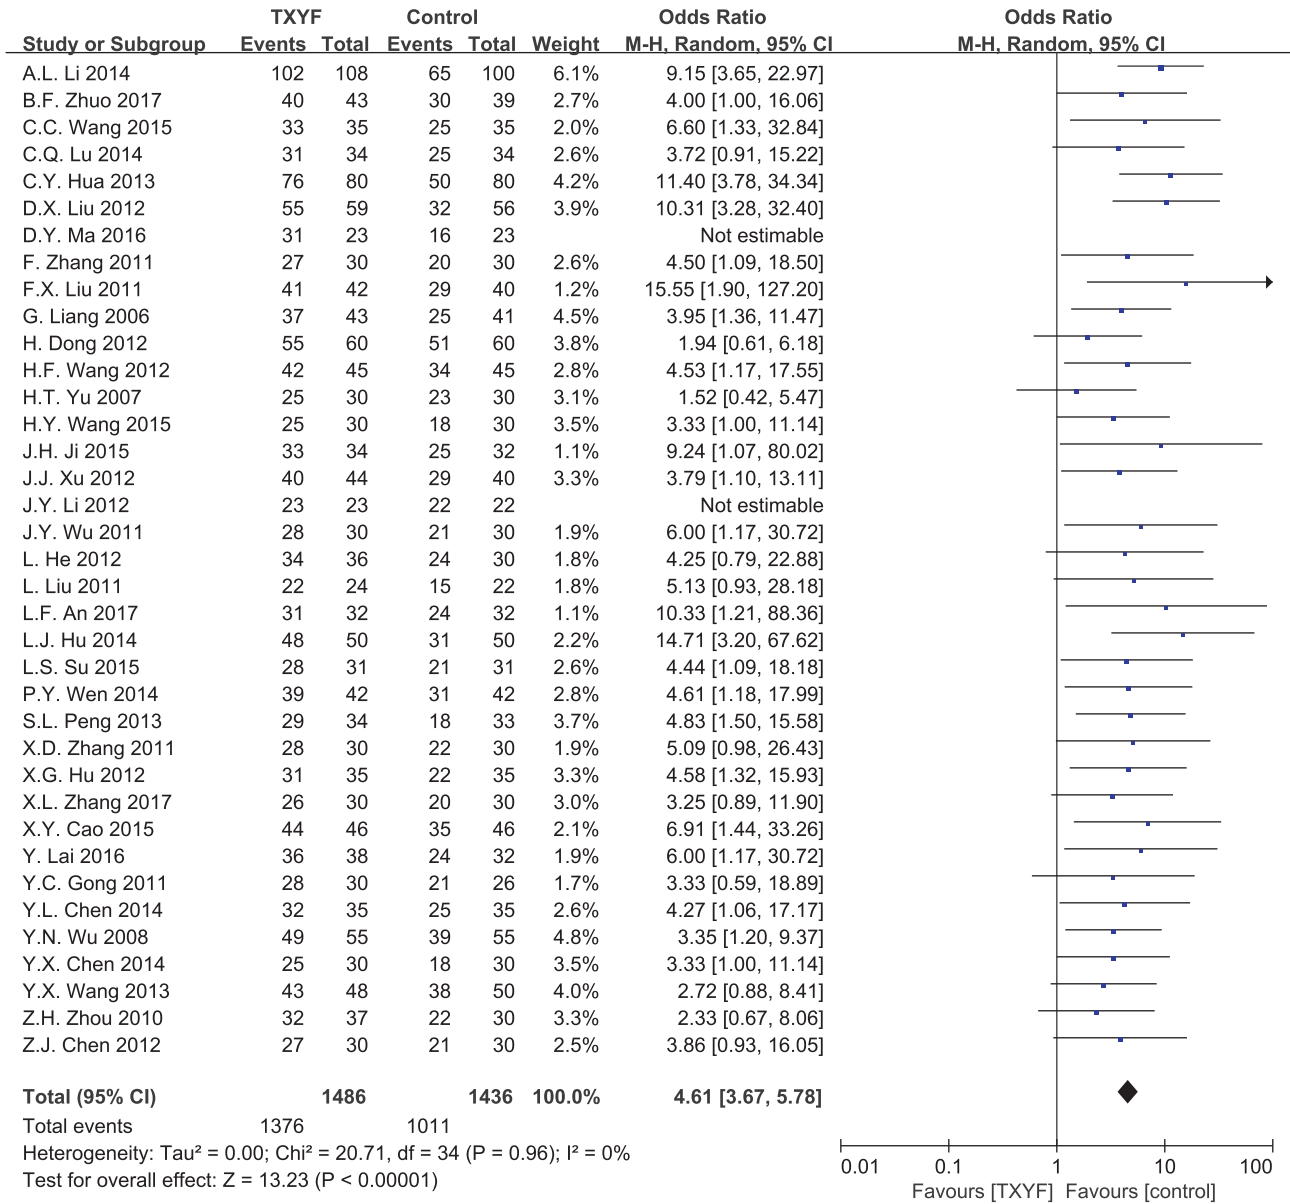 TXYF Control Odds Ratio Odds Ratio
Study or Subgroup Events Total Events Total Weight M-H, Random, 95% CI M-H, Random, 95% CI
A.L. Li 2014 102 108 65 100 6.1% 9.15 [3.65, 22.97]
B.F. Zhuo 2017 40 43 30 39 2.7% 4.00 [1.00, 16.06]
C.C. Wang 2015 33 35 25 35 2.0% 6.60 [1.33, 32.84]
C.Q. Lu 2014 31 34 25 34 2.6% 3.72 [0.91, 15.22]
C.Y. Hua 2013 76 80 50 80 4.2% 11.40 [3.78, 34.34]
D.X. Liu 2012 55 59 32 56 3.9% 10.31 [3.28, 32.40]
D.Y. Ma 2016 31 23 16 23 Not estimable
F. Zhang 2011 27 30 20 30 2.6% 4.50 [1.09, 18.50]
F.X. Liu 2011 41 42 29 40 1.2% 15.55 [1.90, 127.20]
G. Liang 2006 37 43 25 41 4.5% 3.95 [1.36, 11.47]
H. Dong 2012 55 60 51 60 3.8% 1.94 [0.61, 6.18]
H.F. Wang 2012 42 45 34 45 2.8% 4.53 [1.17, 17.55]
H.T. Yu 2007 25 30 23 30 3.1% 1.52 [0.42, 5.47]
H.Y. Wang 2015 25 30 18 30 3.5% 3.33 [1.00, 11.14]
J.H. Ji 2015 33 34 25 32 1.1% 9.24 [1.07, 80.02]
J.J. Xu 2012 40 44 29 40 3.3% 3.79 [1.10, 13.11]
J.Y. Li 2012 23 23 22 22 Not estimable
J.Y. Wu 2011 28 30 21 30 1.9% 6.00 [1.17, 30.72]
L. He 2012 34 36 24 30 1.8% 4.25 [0.79, 22.88]
L. Liu 2011 22 24 15 22 1.8% 5.13 [0.93, 28.18]
L.F. An 2017 31 32 24 32 1.1% 10.33 [1.21, 88.36]
L.J. Hu 2014 48 50 31 50 2.2% 14.71 [3.20, 67.62]
L.S. Su 2015 28 31 21 31 2.6% 4.44 [1.09, 18.18]
P.Y. Wen 2014 39 42 31 42 2.8% 4.61 [1.18, 17.99]
S.L. Peng 2013 29 34 18 33 3.7% 4.83 [1.50, 15.58]
X.D. Zhang 2011 28 30 22 30 1.9% 5.09 [0.98, 26.43]
X.G. Hu 2012 31 35 22 35 3.3% 4.58 [1.32, 15.93]
X.L. Zhang 2017 26 30 20 30 3.0% 3.25 [0.89, 11.90]
X.Y. Cao 2015 44 46 35 46 2.1% 6.91 [1.44, 33.26]
Y. Lai 2016 36 38 24 32 1.9% 6.00 [1.17, 30.72]
Y.C. Gong 2011 28 30 21 26 1.7% 3.33 [0.59, 18.89]
Y.L. Chen 2014 32 35 25 35 2.6% 4.27 [1.06, 17.17]
Y.N. Wu 2008 49 55 39 55 4.8% 3.35 [1.20, 9.37]
Y.X. Chen 2014 25 30 18 30 3.5% 3.33 [1.00, 11.14]
Y.X. Wang 2013 43 48 38 50 4.0% 2.72 [0.88, 8.41]
Z.H. Zhou 2010 32 37 22 30 3.3% 2.33 [0.67, 8.06]
Z.J. Chen 2012 27 30 21 30 2.5% 3.86 [0.93, 16.05]
Total (95% CI) 1486 1436 100.0% 4.61 [3.67, 5.78]
Total events 1376 1011
Heterogeneity: Tau² = 0.00; Chi² = 20.71, df = 34 (P = 0.96); I² = 0%
Test for overall effect: Z = 13.23 (P < 0.00001)
0.01 0.1 1 10 100
Favours [TXYF] Favours [control]